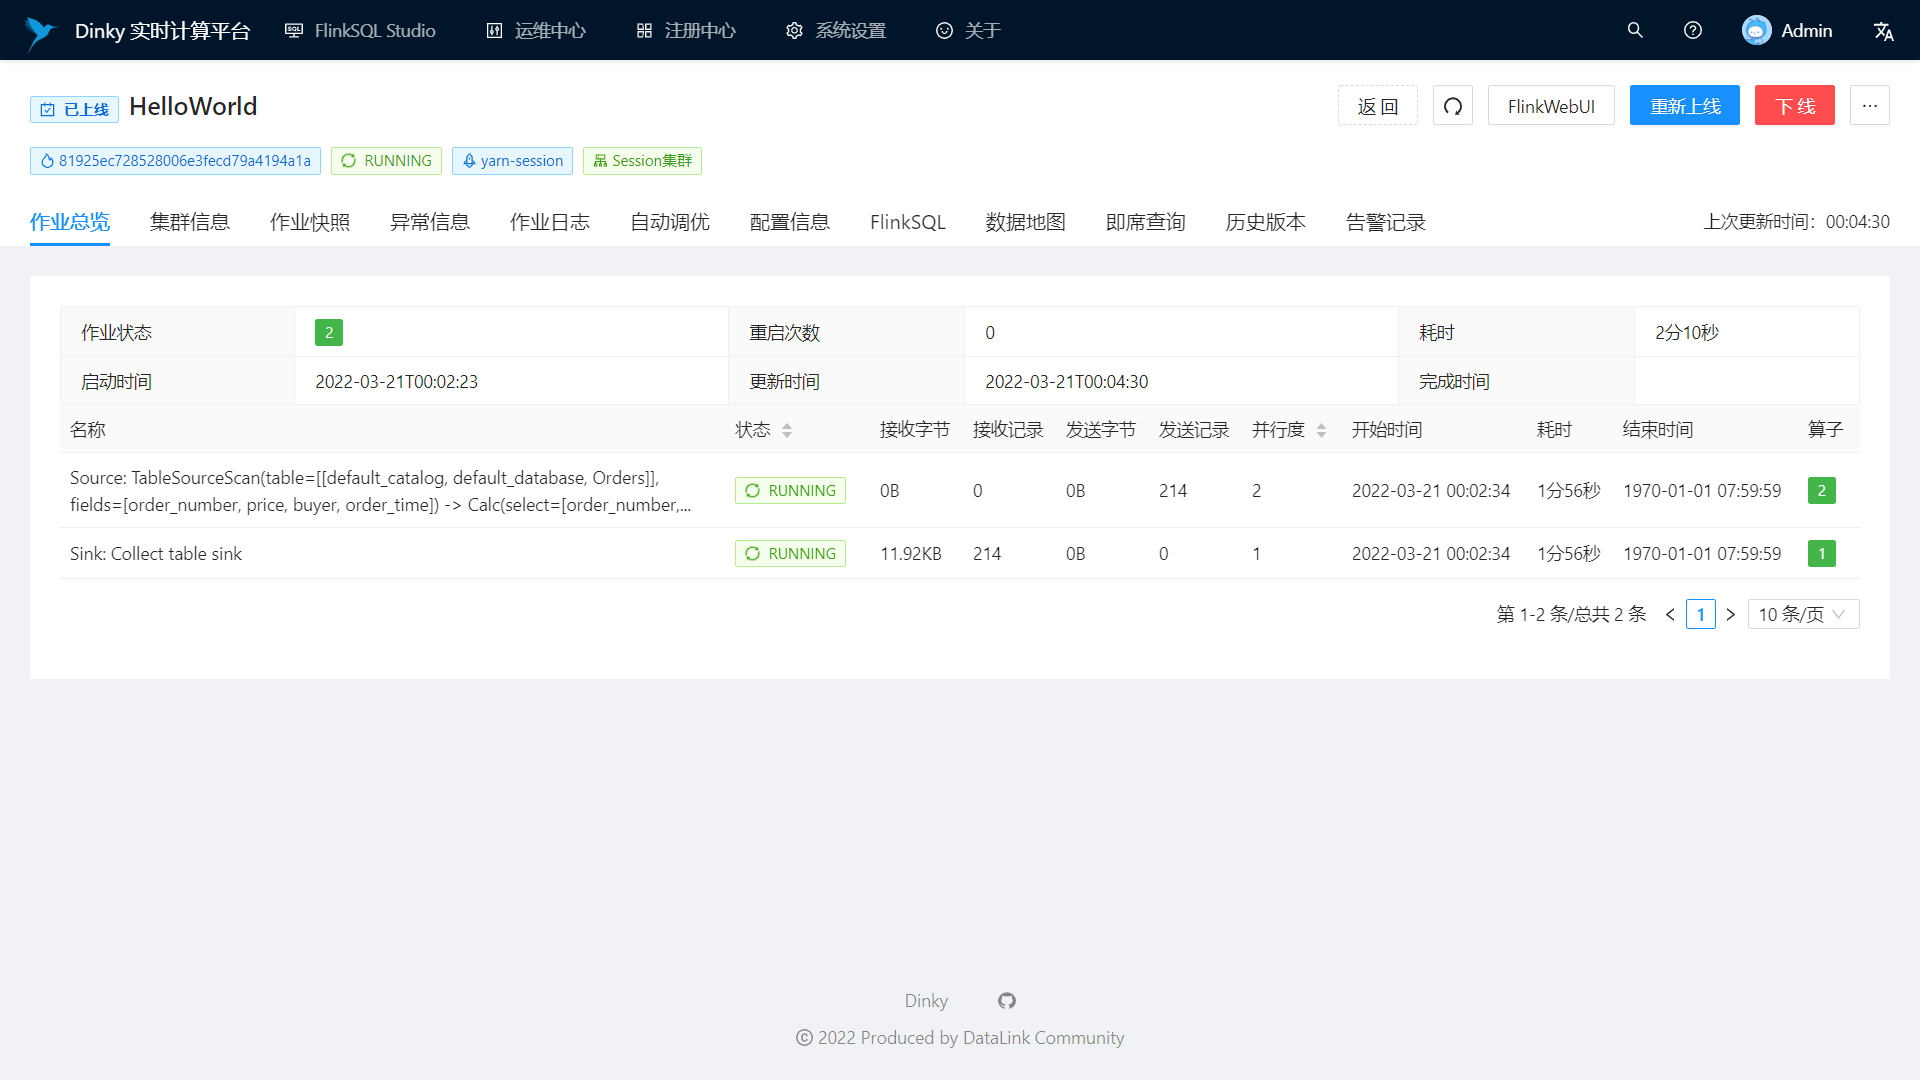 Dinky 实时计算平台 FlinkSQL Studio 运维中心 注册中心 系统设置 关于 Admin
已上线 HelloWorld 返 回 FlinkWebUI 重新上线 下 线 ...
81925ec728528006e3fecd79a4194a1a RUNNING yarn-session Session集群
作业总览 集群信息 作业快照 异常信息 作业日志 自动调优 配置信息 FlinkSQL 数据地图 即席查询 历史版本 告警记录 上次更新时间：00:04:30
作业状态 2 重启次数 0 耗时 2分10秒
启动时间 2022-03-21T00:02:23 更新时间 2022-03-21T00:04:30 完成时间
名称 状态 接收字节 接收记录 发送字节 发送记录 并行度 开始时间 耗时 结束时间 算子
Source: TableSourceScan(table=[[default_catalog, default_database, Orders]],
fields=[order_number, price, buyer, order_time]) -> Calc(select=[order_number,...
RUNNING 0B 0 0B 214 2 2022-03-21 00:02:34 1分56秒 1970-01-01 07:59:59 2
Sink: Collect table sink RUNNING 11.92KB 214 0B 0 1 2022-03-21 00:02:34 1分56秒 1970-01-01 07:59:59 1
第 1-2 条/总共 2 条 < 1 > 10 条/页
Dinky
© 2022 Produced by DataLink Community